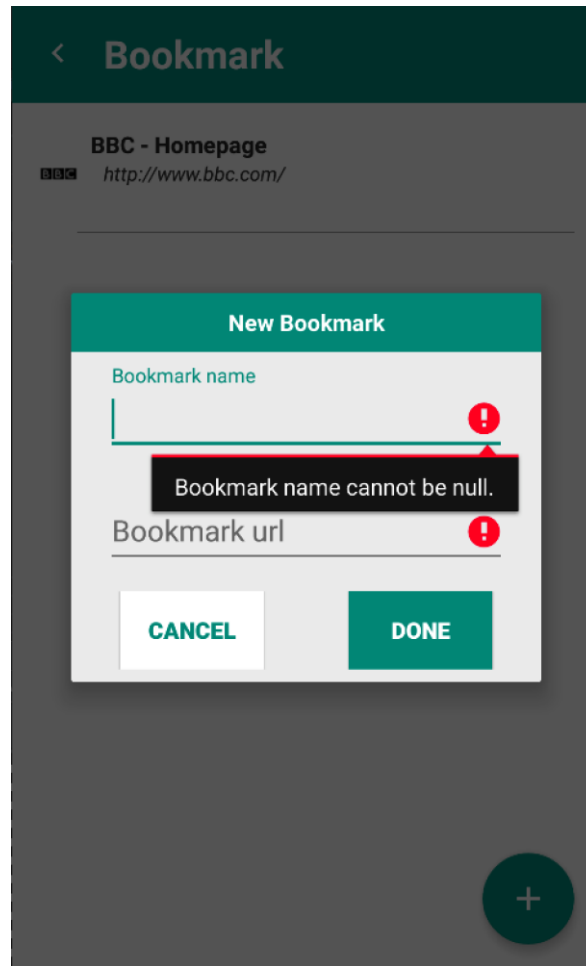 Bookmark
BBC - Homepage
BBC
http://www.bbc.com/
New Bookmark
Bookmark name
Bookmark name cannot be null.
Bookmark url
CANCEL
DONE